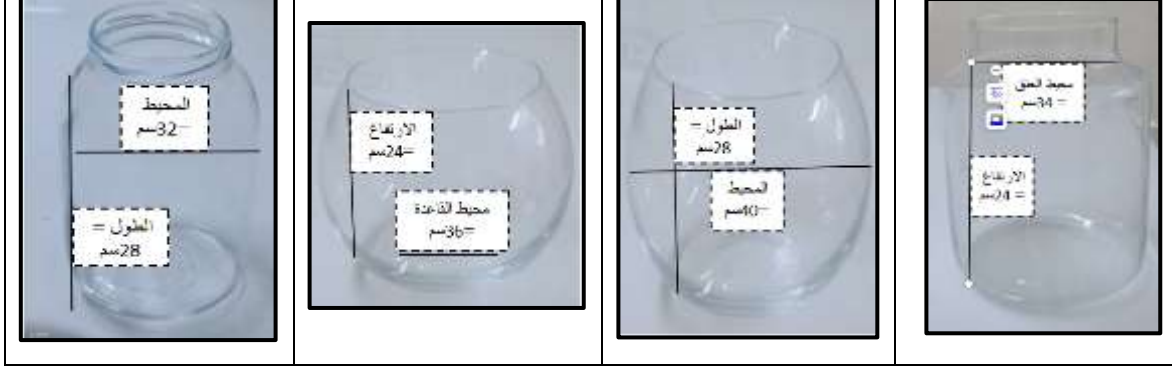 محيط العنق
= 34سم
الارتفاع
= 24سم
الطول =
28سم
المحيط
=40سم
الارتفاع
=24سم
محيط القاعدة
=36سم
المحيط
=32سم
الطول =
28سم